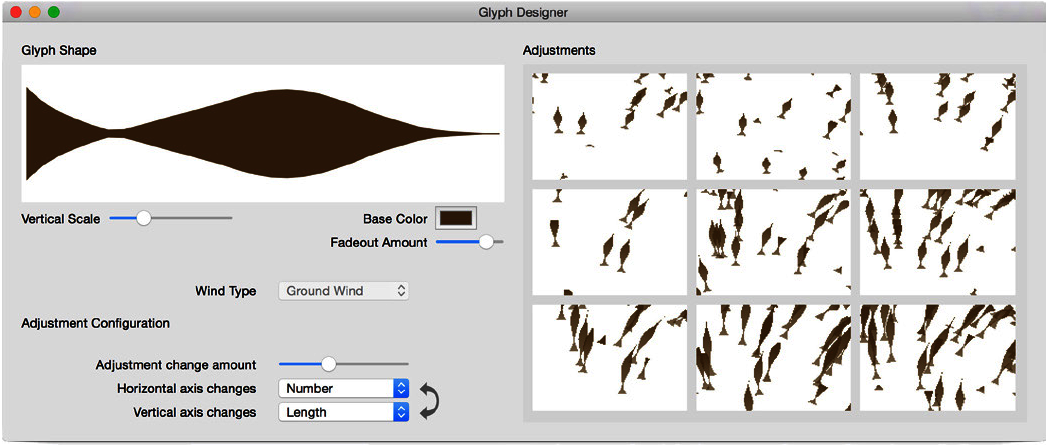 Glyph Designer
Glyph Shape
Adjustments
Vertical Scale
Base Color
Fadeout Amount
Wind Type
Ground Wind
Adjustment Configuration
Adjustment change amount
Horizontal axis changes
Number
Vertical axis changes
Length